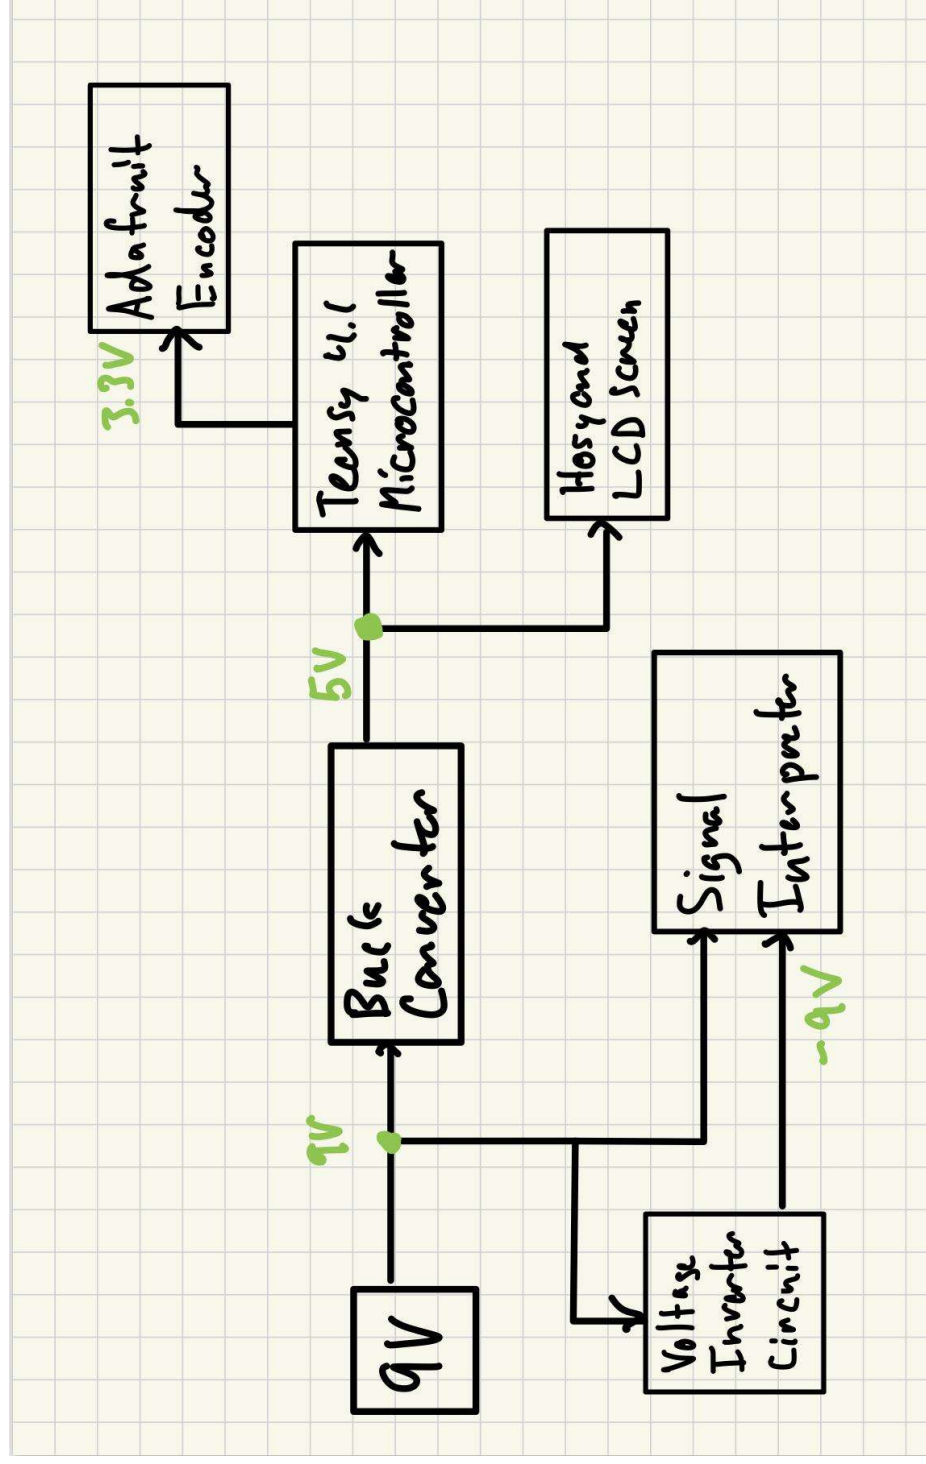 9V
9V
Buck
Converter
5V
Teensy 4.1
Microcontroller
3.3V
Adafruit
Encoder
Hosyond
LCD Screen
Voltage
Inverter
Circuit
-9V
Signal
Interpreter